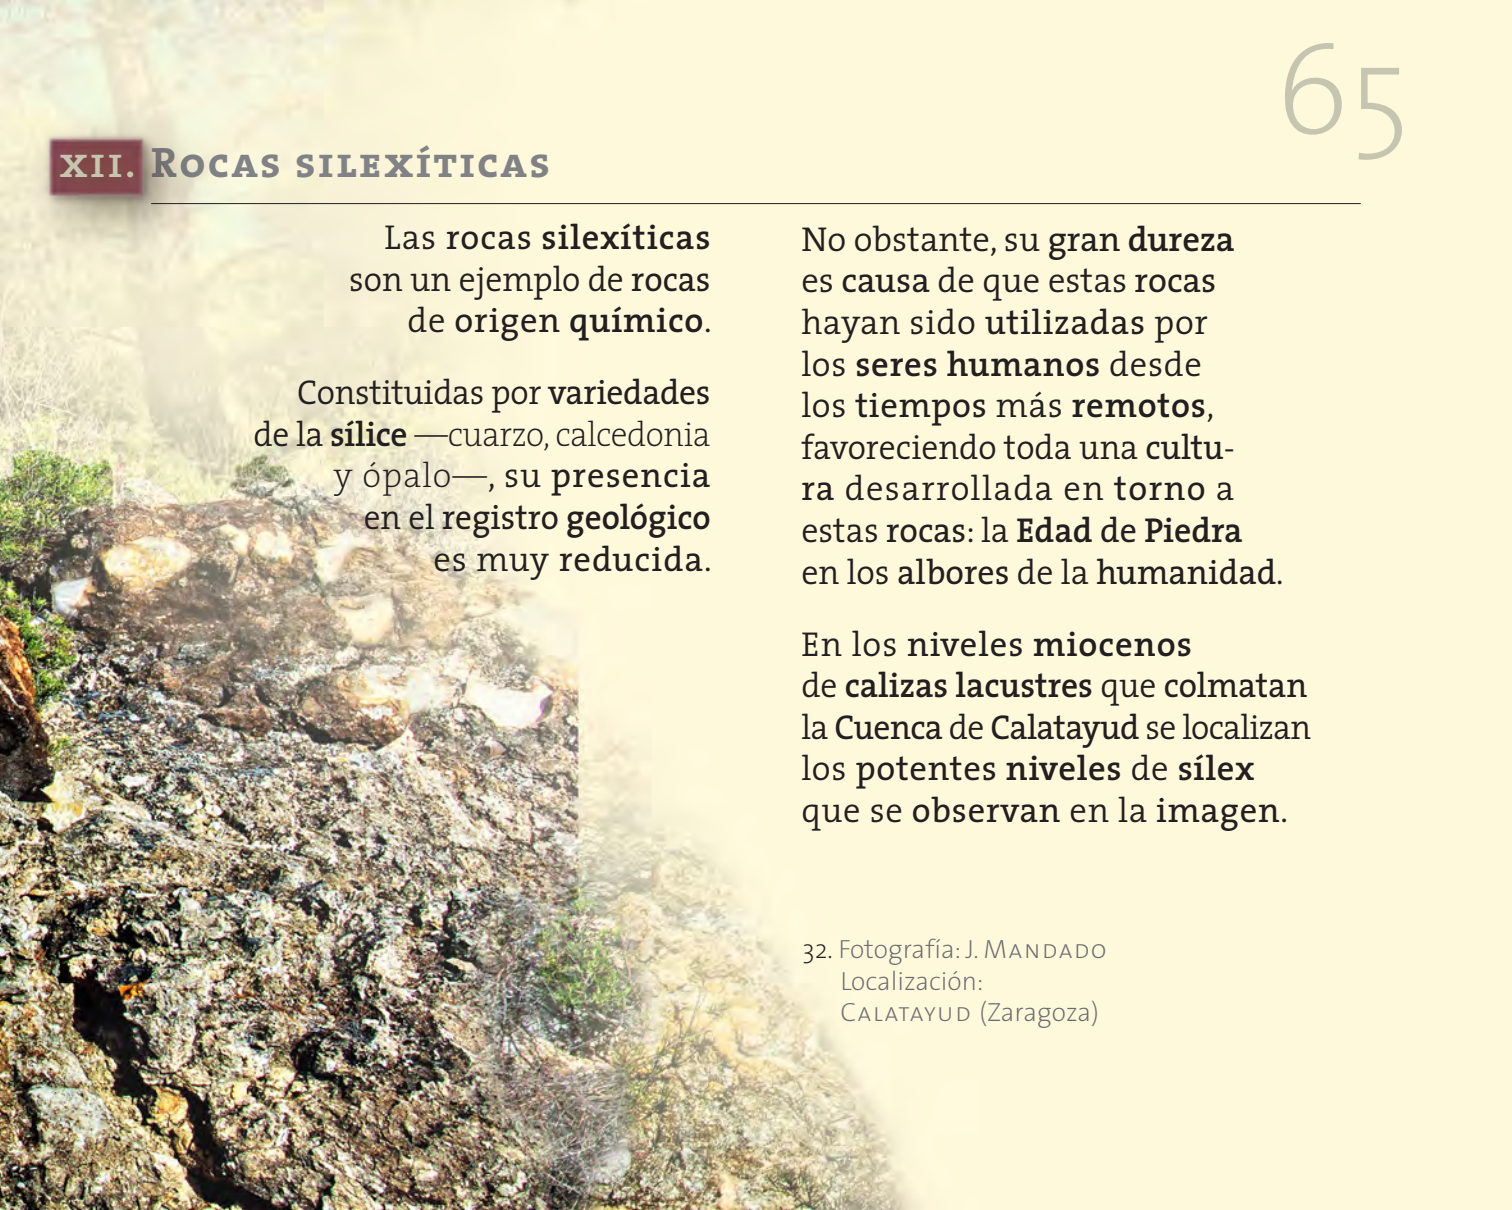 65
XII. Rocas silexíticas
Las rocas silexíticas
son un ejemplo de rocas
de origen químico.
Constituidas por variedades
de la sílice —cuarzo, calcedonia
y ópalo—, su presencia
en el registro geológico
es muy reducida.
No obstante, su gran dureza
es causa de que estas rocas
hayan sido utilizadas por
los seres humanos desde
los tiempos más remotos,
favoreciendo toda una cultu-
ra desarrollada en torno a
estas rocas: la Edad de Piedra
en los albores de la humanidad.
En los niveles miocenos
de calizas lacustres que colmatan
la Cuenca de Calatayud se localizan
los potentes niveles de sílex
que se observan en la imagen.
32. Fotografía: J. Mandado
Localización:
Calatayud (Zaragoza)